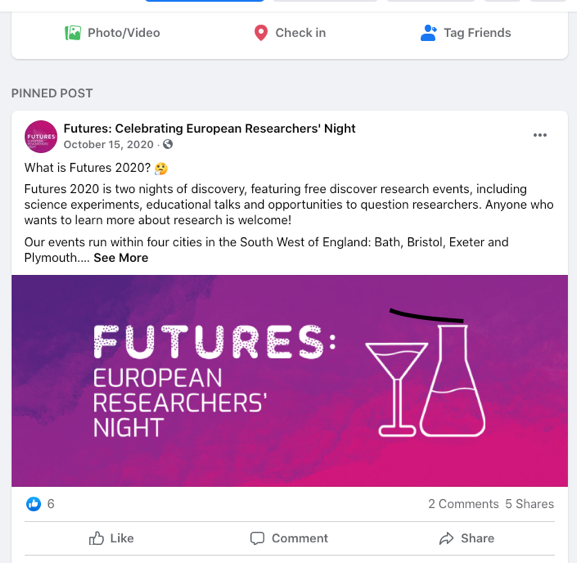 Photo/Video Check in Tag Friends
PINNED POST
FUTURES
Futures: Celebrating European Researchers' Night
October 15, 2020 ·
What is Futures 2020? 🤔
Futures 2020 is two nights of discovery, featuring free discover research events, including
science experiments, educational talks and opportunities to question researchers. Anyone who
wants to learn more about research is welcome!
Our events run within four cities in the South West of England: Bath, Bristol, Exeter and
Plymouth.... See More
FUTURES:
EUROPEAN
RESEARCHERS'
NIGHT
6 2 Comments 5 Shares
Like Comment Share